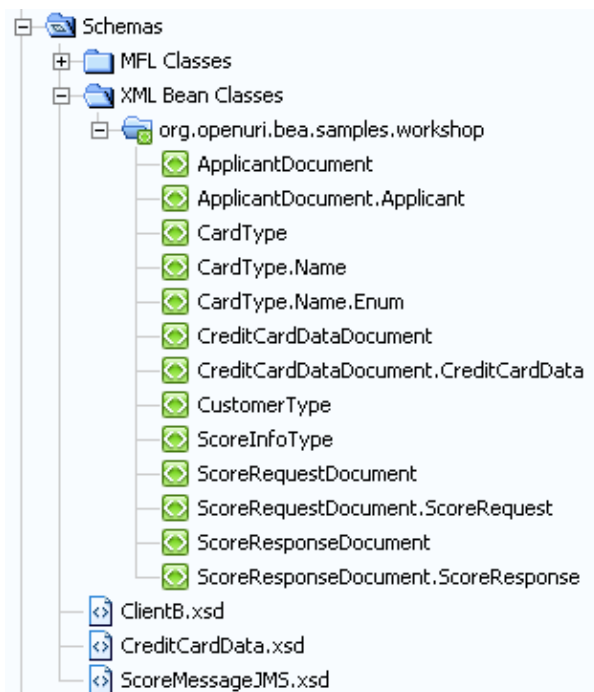 Schemas
MFL Classes
XML Bean Classes
org.openuri.bea.samples.workshop
ApplicantDocument
ApplicantDocument.Applicant
CardType
CardType.Name
CardType.Name.Enum
CreditCardDataDocument
CreditCardDataDocument.CreditCardData
CustomerType
ScoreInfoType
ScoreRequestDocument
ScoreRequestDocument.ScoreRequest
ScoreResponseDocument
ScoreResponseDocument.ScoreResponse
ClientB.xsd
CreditCardData.xsd
ScoreMessageJMS.xsd